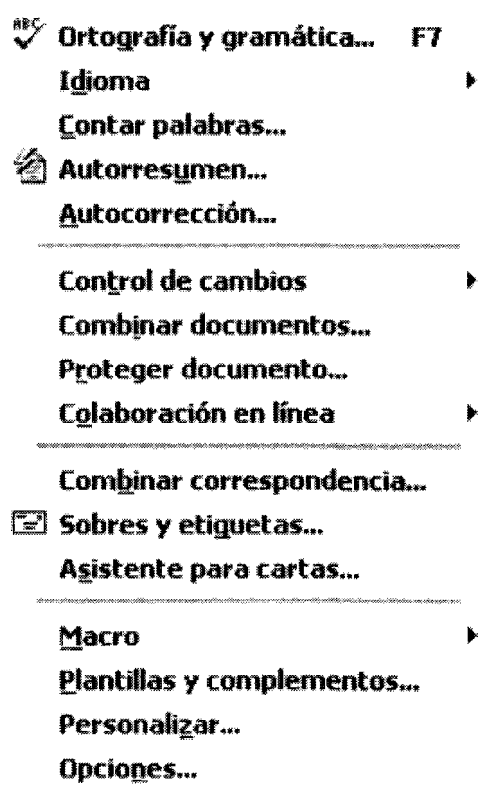 ABC
Ortografía y gramática... F7
Idioma
Contar palabras...
Autorresumen...
Autocorrección...
Control de cambios
Combinar documentos...
Proteger documento...
Colaboración en línea
Combinar correspondencia...
Sobres y etiquetas...
Asistente para cartas...
Macro
Plantillas y complementos...
Personalizar...
Opciones...